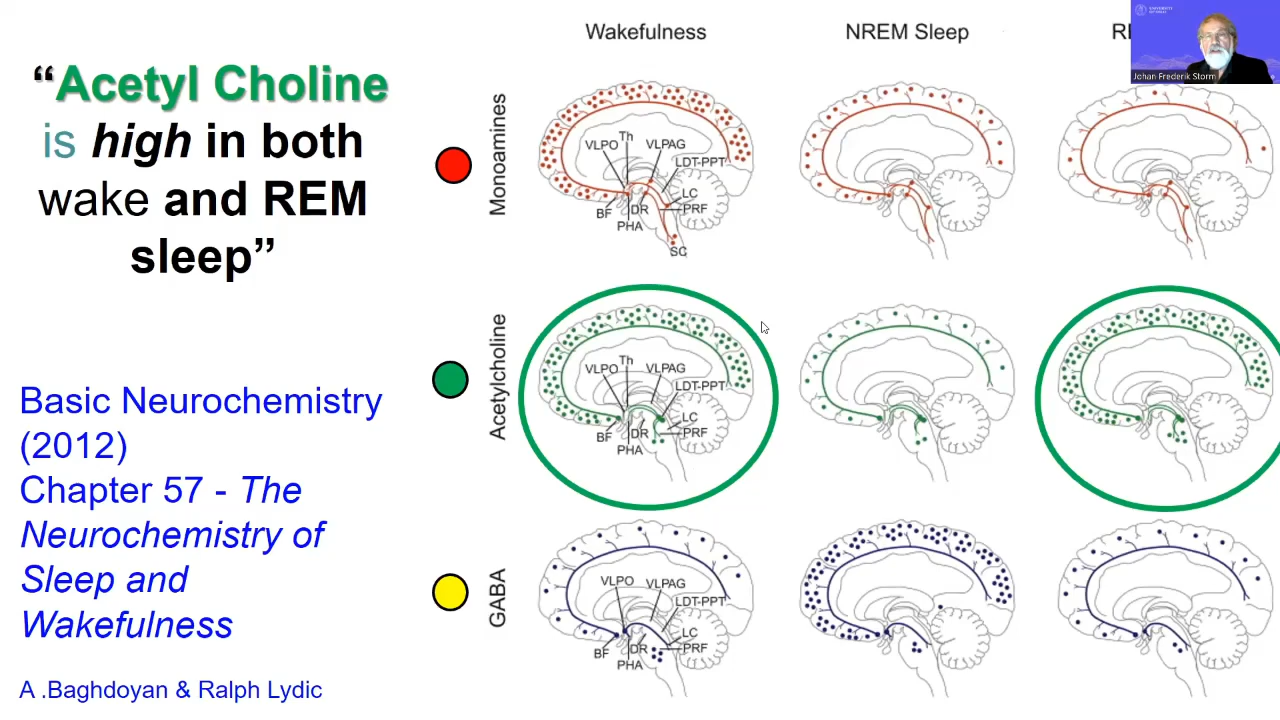 “Acetyl Choline
is high in both
wake and REM
sleep”
Basic Neurochemistry
(2012)
Chapter 57 - The
Neurochemistry of
Sleep and
Wakefulness
A .Baghdoyan & Ralph Lydic
Wakefulness
NREM Sleep
UNIVERSITY
OF OSLO
Johan Frederik Storm
Monoamines
VLPO
Th
VLPAG
LDT-PPT
LC
BF
DR
PRF
PHA
SC
Acetylcholine
VLPO
Th
VLPAG
LDT-PPT
LC
BF
DR
PRF
PHA
GABA
VLPO
VLPAG
LDT-PPT
LC
BF
DR
PRF
PHA